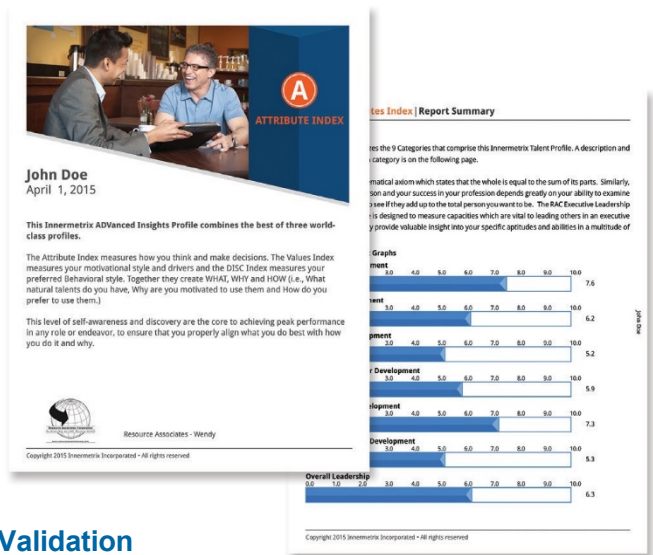 A
ATTRIBUTE INDEX
John Doe
April 1, 2015
This Innermetrix ADVanced Insights Profile combines the best of three world-
class profiles.
The Attribute Index measures how you think and make decisions. The Values Index
measures your motivational style and drivers and the DISC Index measures your
preferred Behavioral style. Together they create WHAT, WHY and HOW (i.e., What
natural talents do you have, Why are you motivated to use them and How do you
prefer to use them.)
This level of self-awareness and discovery are the core to achieving peak performance
in any role or endeavor, to ensure that you properly align what you do best with how
you do it and why.
Resource Associates - Wendy
Copyright 2015 Innermetrix Incorporated • All rights reserved
tes Index | Report Summary
zes the 9 Categories that comprise this Innermetrix Talent Profile. A description and
category is on the following page.
ematical axiom which states that the whole is equal to the sum of its parts. Similarly,
son and your success in your profession depends greatly on your ability to examine
o see if they add up to the total person you want to be. The RAC Executive Leadership
e is designed to measure capacities which are vital to leading others in an executive
y provide valuable insight into your specific aptitudes and abilities in a multitude of
Graphs
ment
3.0 4.0 5.0 6.0 7.0 8.0 9.0 10.0
7.6
ent
3.0 4.0 5.0 6.0 7.0 8.0 9.0 10.0
6.2
pment
3.0 4.0 5.0 6.0 7.0 8.0 9.0 10.0
5.2
r Development
3.0 4.0 5.0 6.0 7.0 8.0 9.0 10.0
5.9
elopment
3.0 4.0 5.0 6.0 7.0 8.0 9.0 10.0
7.3
Development
3.0 4.0 5.0 6.0 7.0 8.0 9.0 10.0
5.3
Overall Leadership
0.0 1.0 2.0 3.0 4.0 5.0 6.0 7.0 8.0 9.0 10.0
6.3
John Doe
Copyright 2015 Innermetrix Incorporated • All rights reserved
Validation